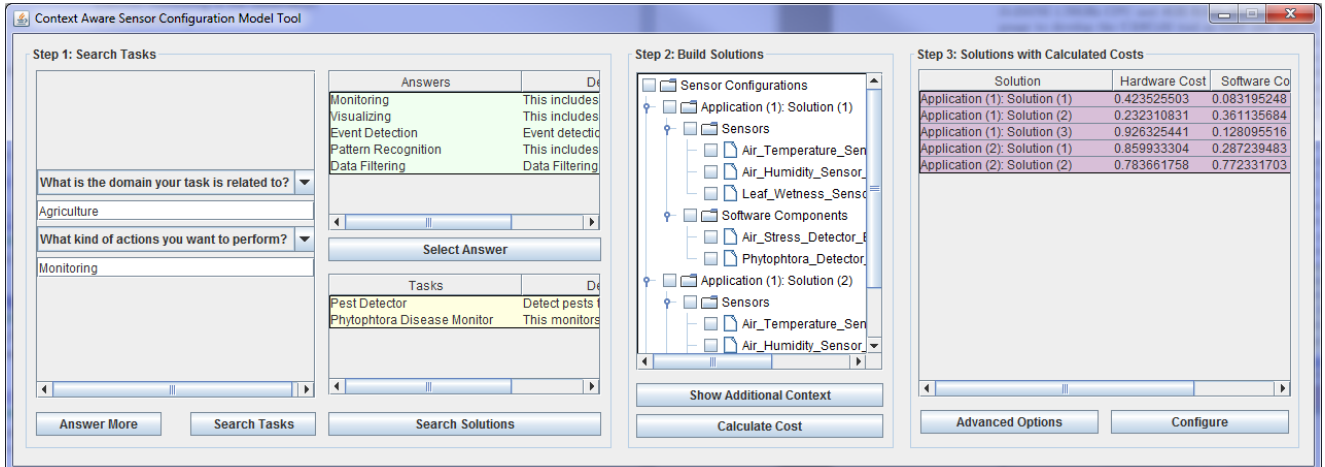 Context Aware Sensor Configuration Model Tool
Step 1: Search Tasks
What is the domain your task is related to?
Agriculture
What kind of actions you want to perform?
Monitoring
Answer More
Search Tasks
Answers De
Monitoring This includes
Visualizing This includes
Event Detection Event detectio
Pattern Recognition This includes
Data Filtering Data Filtering
Select Answer
Tasks De
Pest Detector Detect pests f
Phytophtora Disease Monitor This monitors
Search Solutions
Step 2: Build Solutions
Sensor Configurations
Application (1): Solution (1)
Sensors
Air_Temperature_Sen
Air_Humidity_Sensor_
Leaf_Wetness_Senso
Software Components
Air_Stress_Detector_E
Phytophtora_Detector_
Application (1): Solution (2)
Sensors
Air_Temperature_Sen
Air_Humidity_Sensor_
Show Additional Context
Calculate Cost
Step 3: Solutions with Calculated Costs
Solution Hardware Cost Software Co
Application (1): Solution (1) 0.423525503 0.083195248
Application (1): Solution (2) 0.232310831 0.361135684
Application (1): Solution (3) 0.926325441 0.128095516
Application (2): Solution (1) 0.859933304 0.287239483
Application (2): Solution (2) 0.783661758 0.772331703
Advanced Options
Configure